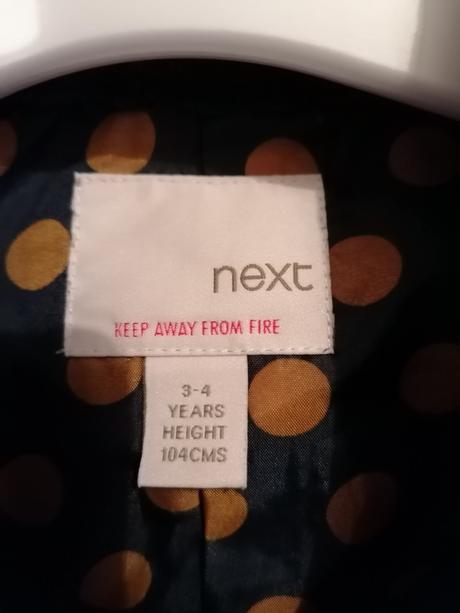 next
KEEP AWAY FROM FIRE
3-4
YEARS
HEIGHT
104CMS